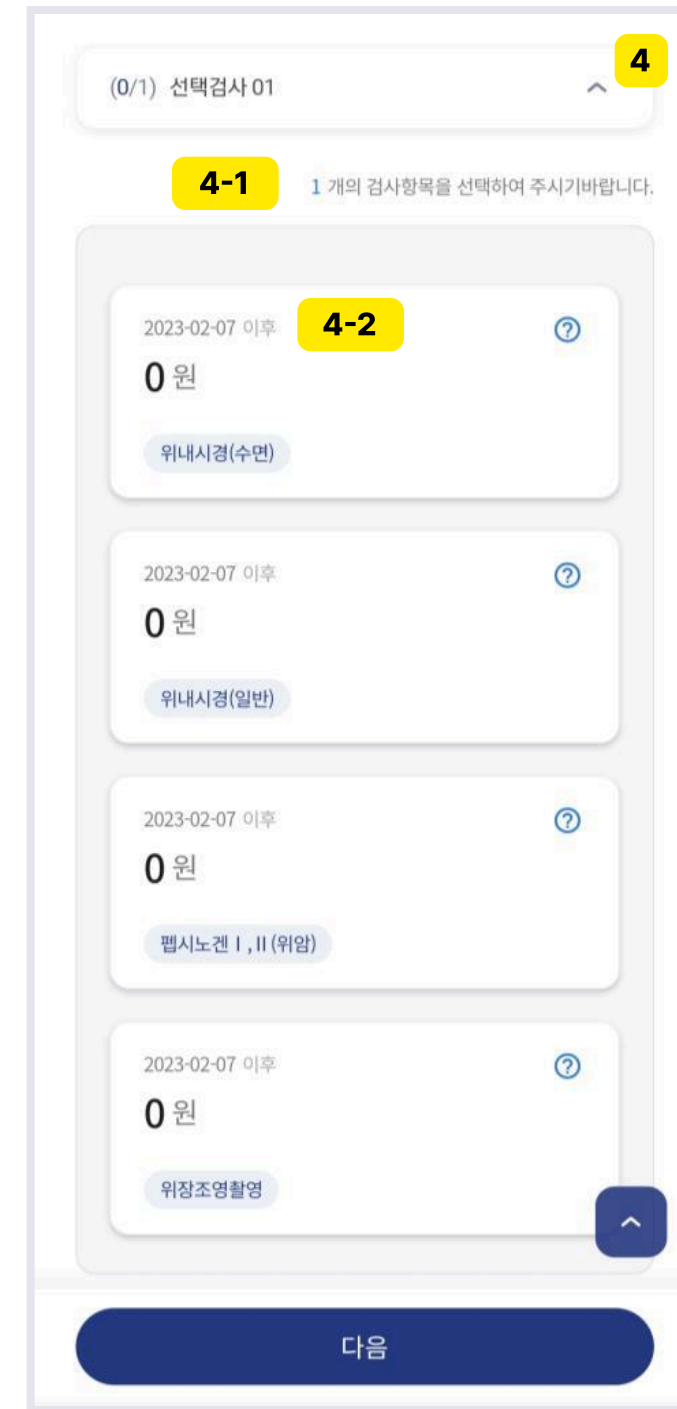 4
(0/1) 선택검사 01
4-1
1 개의 검사항목을 선택하여 주시기바랍니다.
2023-02-07 이후
4-2
0 원
위내시경(수면)
2023-02-07 이후
0 원
위내시경(일반)
2023-02-07 이후
0 원
펩시노겐Ⅰ,Ⅱ(위암)
2023-02-07 이후
0 원
위장조영촬영
다음